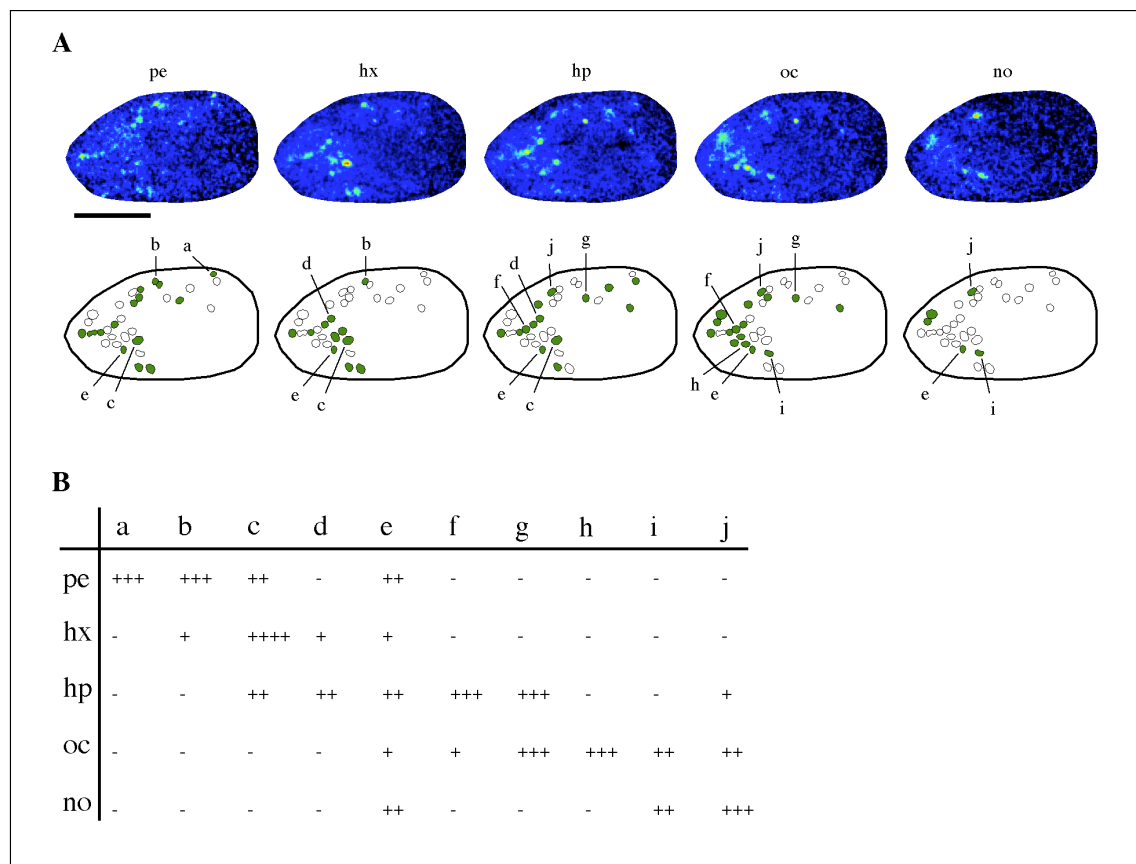 A
pe hx hp oc no
b a
d b
f d j g
f j g
j
e c
e c
e c
h e i
e i
B
a b c d e f g h i j
pe +++ +++ ++ - ++ - - - - -
hx - + ++++ + + - - - - -
hp - - ++ ++ ++ +++ +++ - - +
oc - - - - + + +++ +++ ++ ++
no - - - - ++ - - - ++ +++